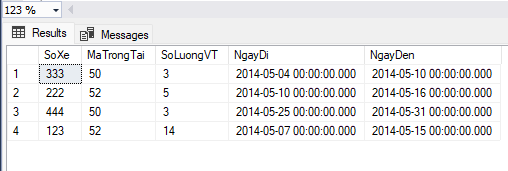 123 %
Results Messages
SoXe MaTrongTai SoLuongVT NgayDi NgayDen
1 333 50 3 2014-05-04 00:00:00.000 2014-05-10 00:00:00.000
2 222 52 5 2014-05-10 00:00:00.000 2014-05-16 00:00:00.000
3 444 50 3 2014-05-25 00:00:00.000 2014-05-31 00:00:00.000
4 123 52 14 2014-05-07 00:00:00.000 2014-05-15 00:00:00.000